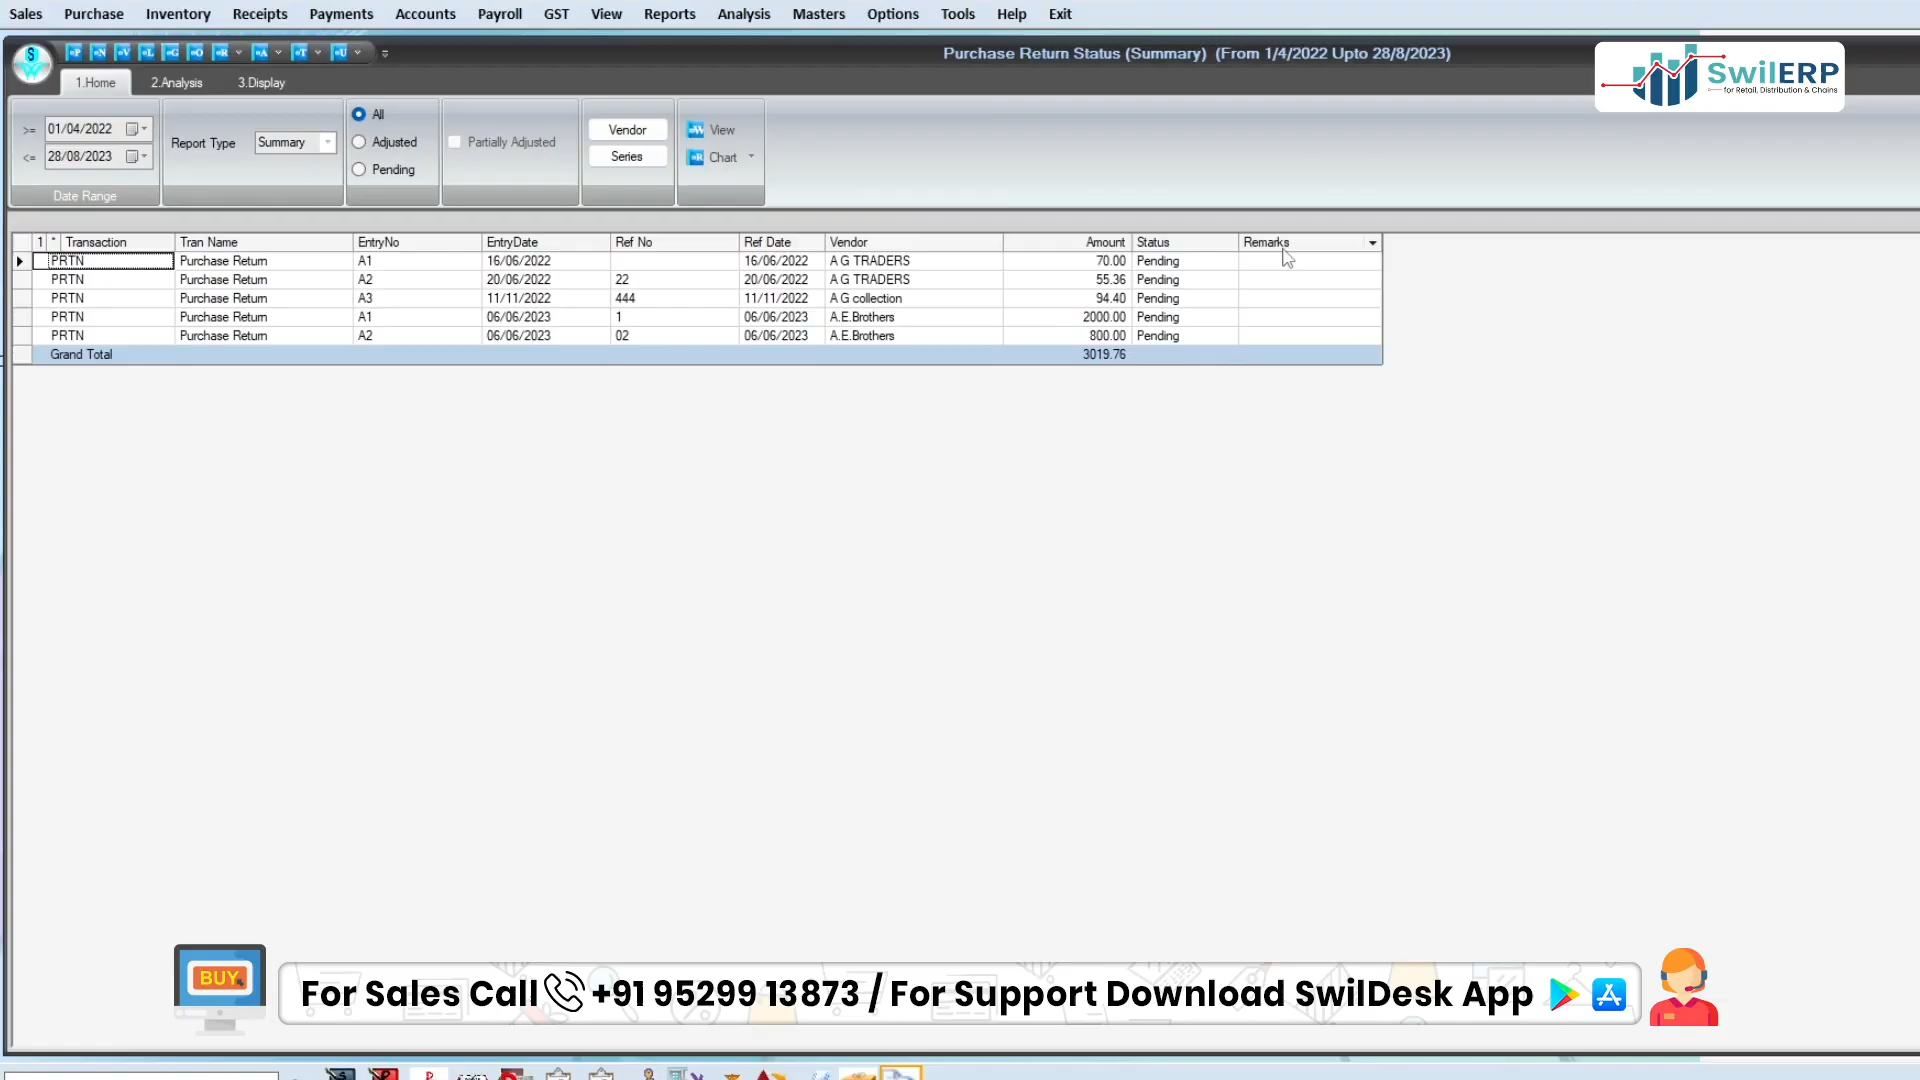 Sales Purchase Inventory Receipts Payments Accounts Payroll GST View Reports Analysis Masters Options Tools Help Exit
Purchase Return Status (Summary) (From 1/4/2022 Upto 28/8/2023)
SwilERP
for Retail, Distribution & Chains
1.Home 2.Analysis 3.Display
>= 01/04/2022
<= 28/08/2023
Date Range
Report Type Summary
All
Adjusted
Pending
Partially Adjusted
Vendor
Series
View
Chart
1 * Transaction Tran Name EntryNo EntryDate Ref No Ref Date Vendor Amount Status Remarks
PRTN Purchase Return A1 16/06/2022 16/06/2022 A G TRADERS 70.00 Pending
PRTN Purchase Return A2 20/06/2022 22 20/06/2022 A G TRADERS 55.36 Pending
PRTN Purchase Return A3 11/11/2022 444 11/11/2022 A G collection 94.40 Pending
PRTN Purchase Return A1 06/06/2023 1 06/06/2023 A.E.Brothers 2000.00 Pending
PRTN Purchase Return A2 06/06/2023 02 06/06/2023 A.E.Brothers 800.00 Pending
Grand Total 3019.76
BUY
For Sales Call +91 95299 13873 / For Support Download SwilDesk App